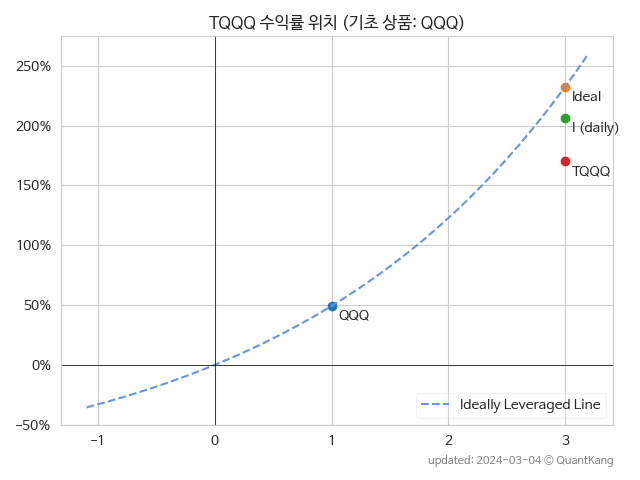 TQQQ 수익률 위치 (기초 상품: QQQ)
250%
200%
150%
100%
50%
0%
−50%
Ideal
I (daily)
TQQQ
QQQ
Ideally Leveraged Line
−1 0 1 2 3
updated: 2024-03-04 © QuantKang